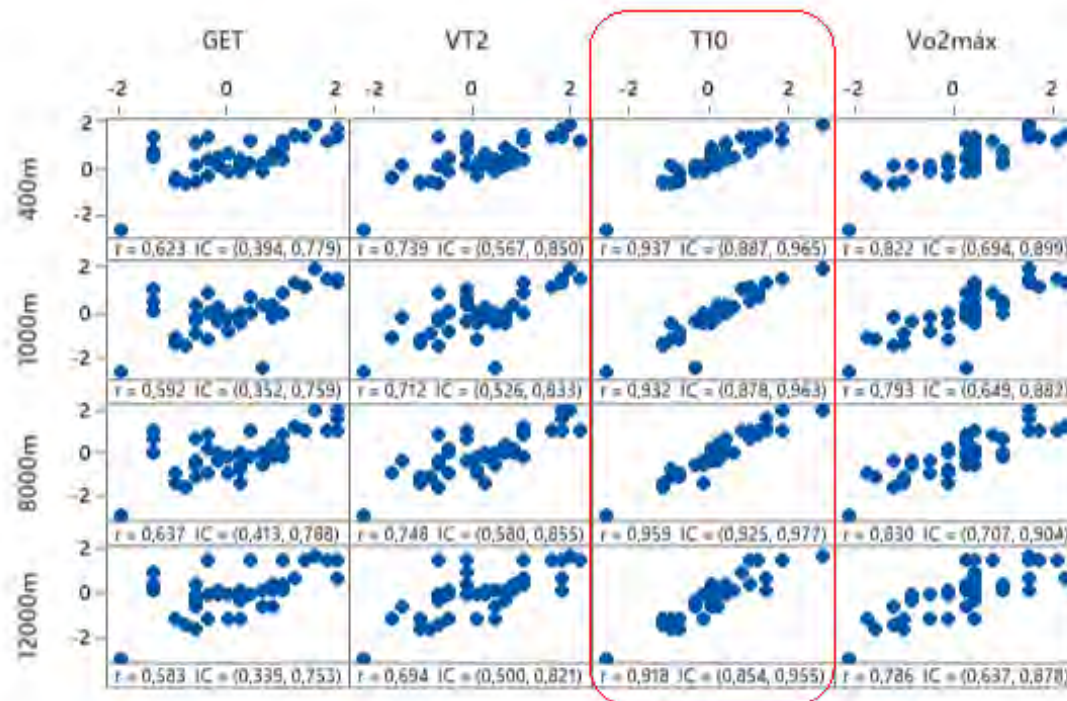 GET VT2 T10 Vo2máx
-2 0 2 -2 0 2 -2 0 2 -2 0 2
400m 2 0 -2
r = 0,623 IC = (0,394, 0,779) r = 0,739 IC = (0,567, 0,850) r = 0,937 IC = (0,887, 0,965) r = 0,822 IC = (0,694, 0,899)
1000m 2 0 -2
r = 0,592 IC = (0,352, 0,759) r = 0,712 IC = (0,526, 0,833) r = 0,932 IC = (0,878, 0,963) r = 0,793 IC = (0,649, 0,882)
8000m 2 0 -2
r = 0,637 IC = (0,413, 0,788) r = 0,748 IC = (0,580, 0,855) r = 0,959 IC = (0,925, 0,977) r = 0,830 IC = (0,707, 0,904)
12000m 2 0 -2
r = 0,583 IC = (0,339, 0,753) r = 0,694 IC = (0,500, 0,821) r = 0,918 IC = (0,854, 0,955) r = 0,786 IC = (0,637, 0,878)